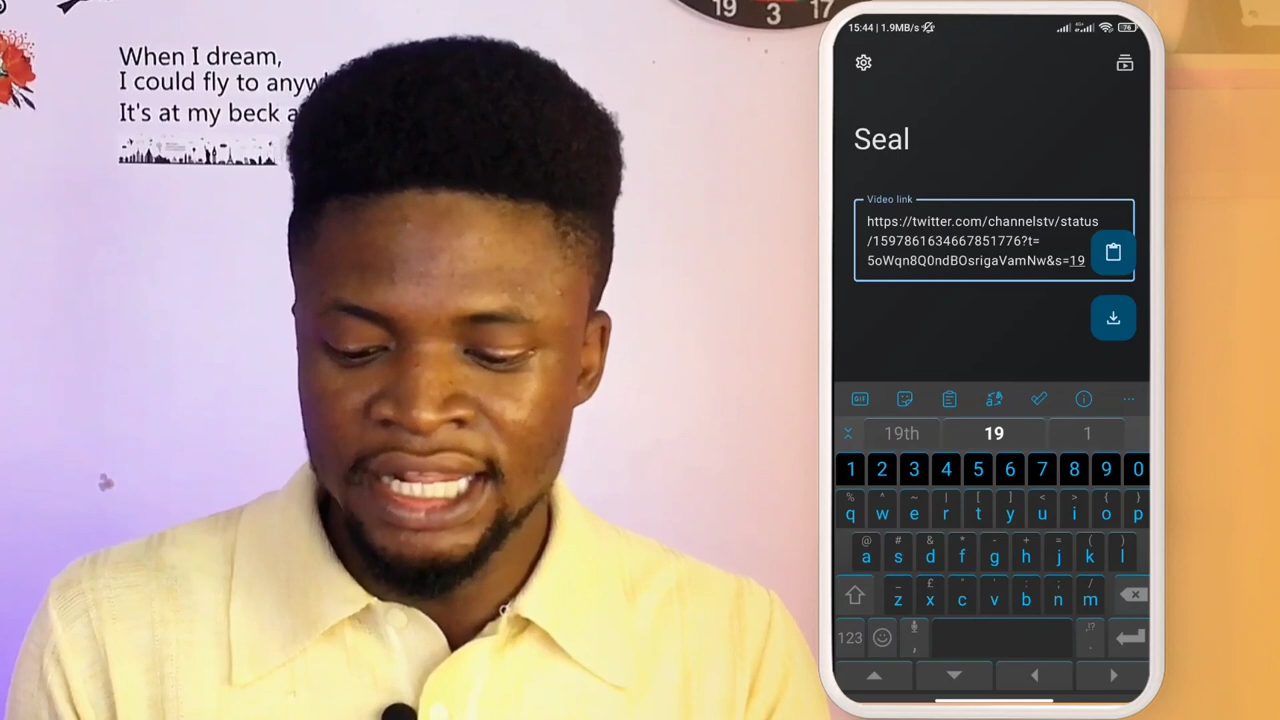 When I dream,
I could fly to anyw
It's at my beck a
19 3 17
15:44 | 1.9MB/s
76
Seal
Video link
https://twitter.com/channelstv/status
/1597861634667851776?t=
5oWqn8Q0ndBOsrigaVamNw&s=19
GIF
19th 19 1
1 2 3 4 5 6 7 8 9 0
% ^ ~ | [ ] < > { }
q w e r t y u i o p
@ # & * - + = ( )
a s d f g h j k l
_ £ " ' : ; /
z x c v b n m
123 , ,!? .